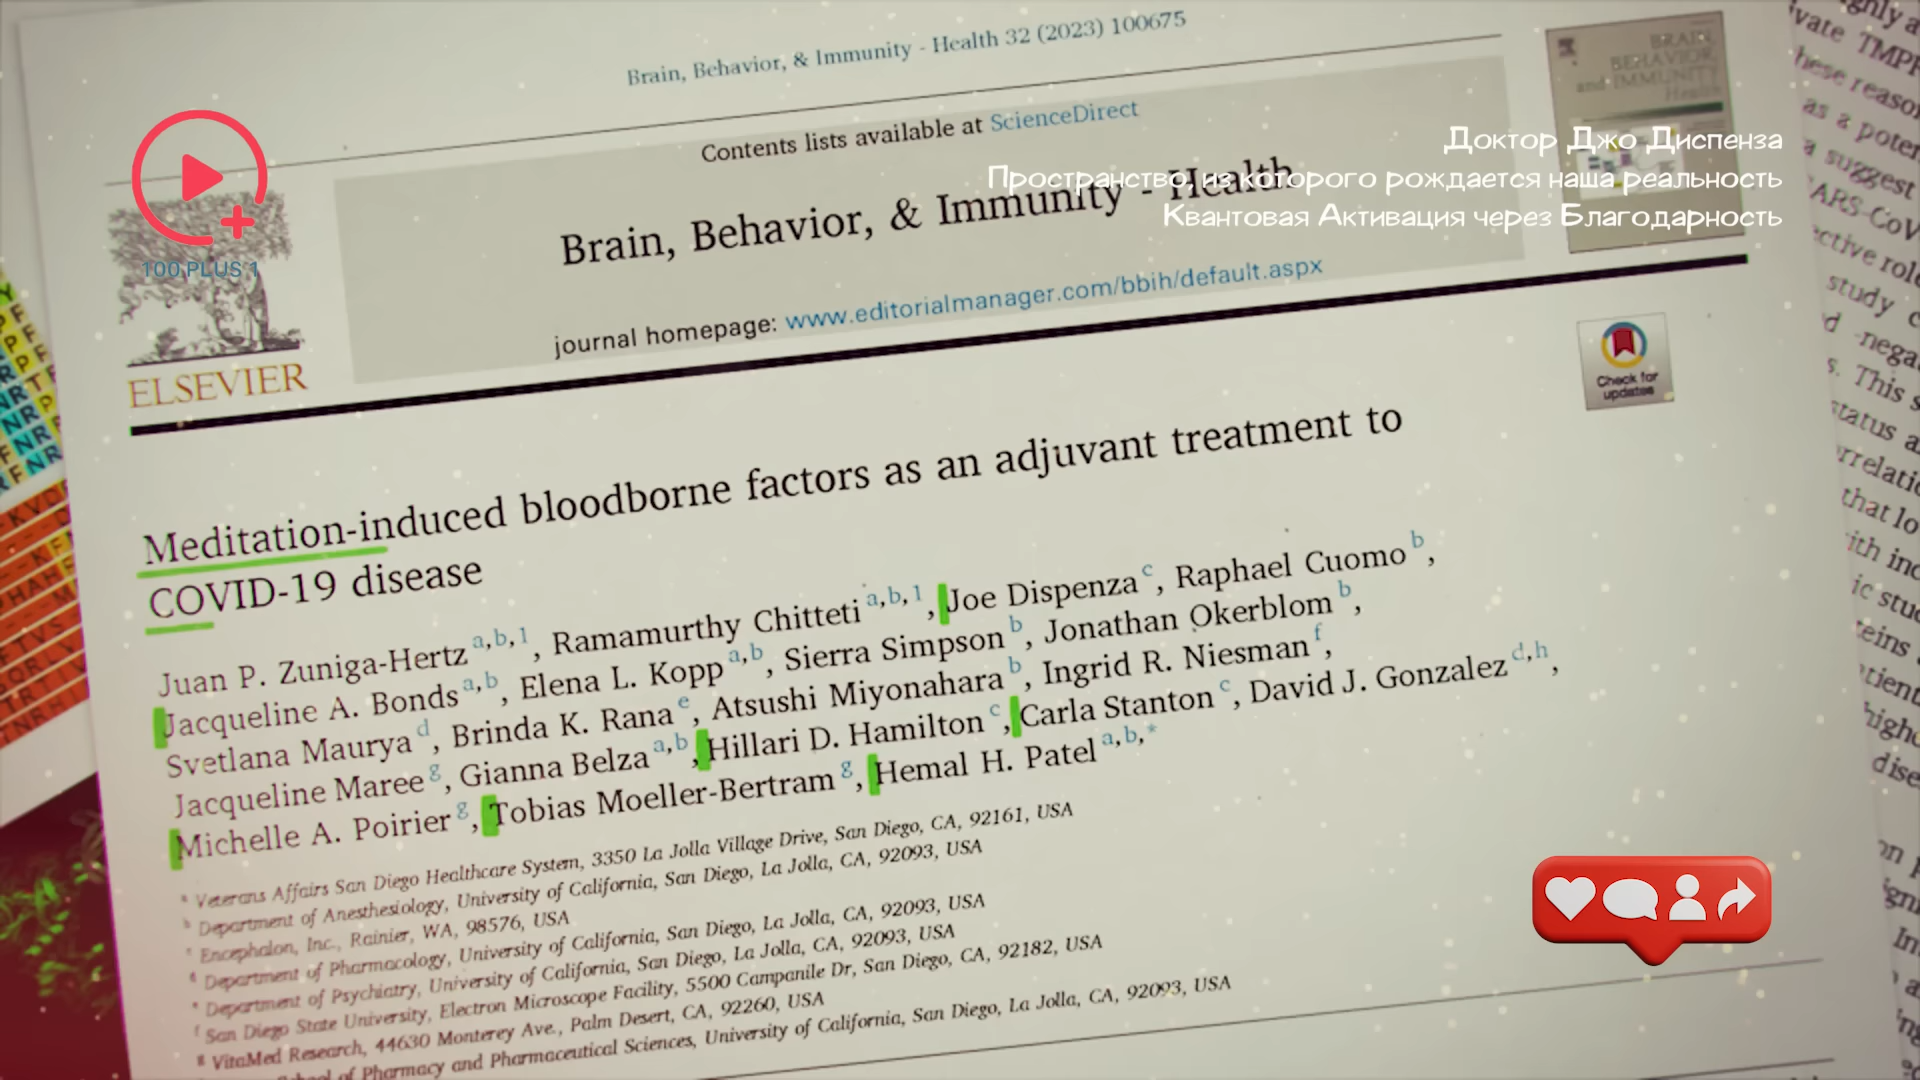 Brain, Behavior, & Immunity - Health 32 (2023) 100675
Contents lists available at ScienceDirect
Brain, Behavior, & Immunity - Health
journal homepage: www.editorialmanager.com/bbih/default.aspx
ELSEVIER
100 PLUS 1
BRAIN,
BEHAVIOR,
and IMMUNITY
Health
Доктор Джо Диспенза
Пространство, из которого рождается наша реальность
Квантовая Активация через Благодарность
Check for
updates
Meditation-induced bloodborne factors as an adjuvant treatment to
COVID-19 disease
Juan P. Zuniga-Hertz a,b,1, Ramamurthy Chitteti a,b,1, Joe Dispenza c, Raphael Cuomo b,
Jacqueline A. Bonds a,b, Elena L. Kopp a,b, Sierra Simpson b, Jonathan Okerblom b,
Svetlana Maurya d, Brinda K. Rana e, Atsushi Miyonahara b, Ingrid R. Niesman f,
Jacqueline Maree g, Gianna Belza a,b, Hillari D. Hamilton c, Carla Stanton c, David J. Gonzalez d,h,
Michelle A. Poirier g, Tobias Moeller-Bertram g, Hemal H. Patel a,b,*
a Veterans Affairs San Diego Healthcare System, 3350 La Jolla Village Drive, San Diego, CA, 92161, USA
b Department of Anesthesiology, University of California, San Diego, La Jolla, CA, 92093, USA
c Encephalon, Inc., Rainier, WA, 98576, USA
d Department of Pharmacology, University of California, San Diego, La Jolla, CA, 92093, USA
e Department of Psychiatry, University of California, San Diego, La Jolla, CA, 92093, USA
f San Diego State University, Electron Microscope Facility, 5500 Campanile Dr, San Diego, CA, 92182, USA
g VitaMed Research, 44630 Monterey Ave., Palm Desert, CA, 92260, USA
School of Pharmacy and Pharmaceutical Sciences, University of California, San Diego, La Jolla, CA, 92093, USA